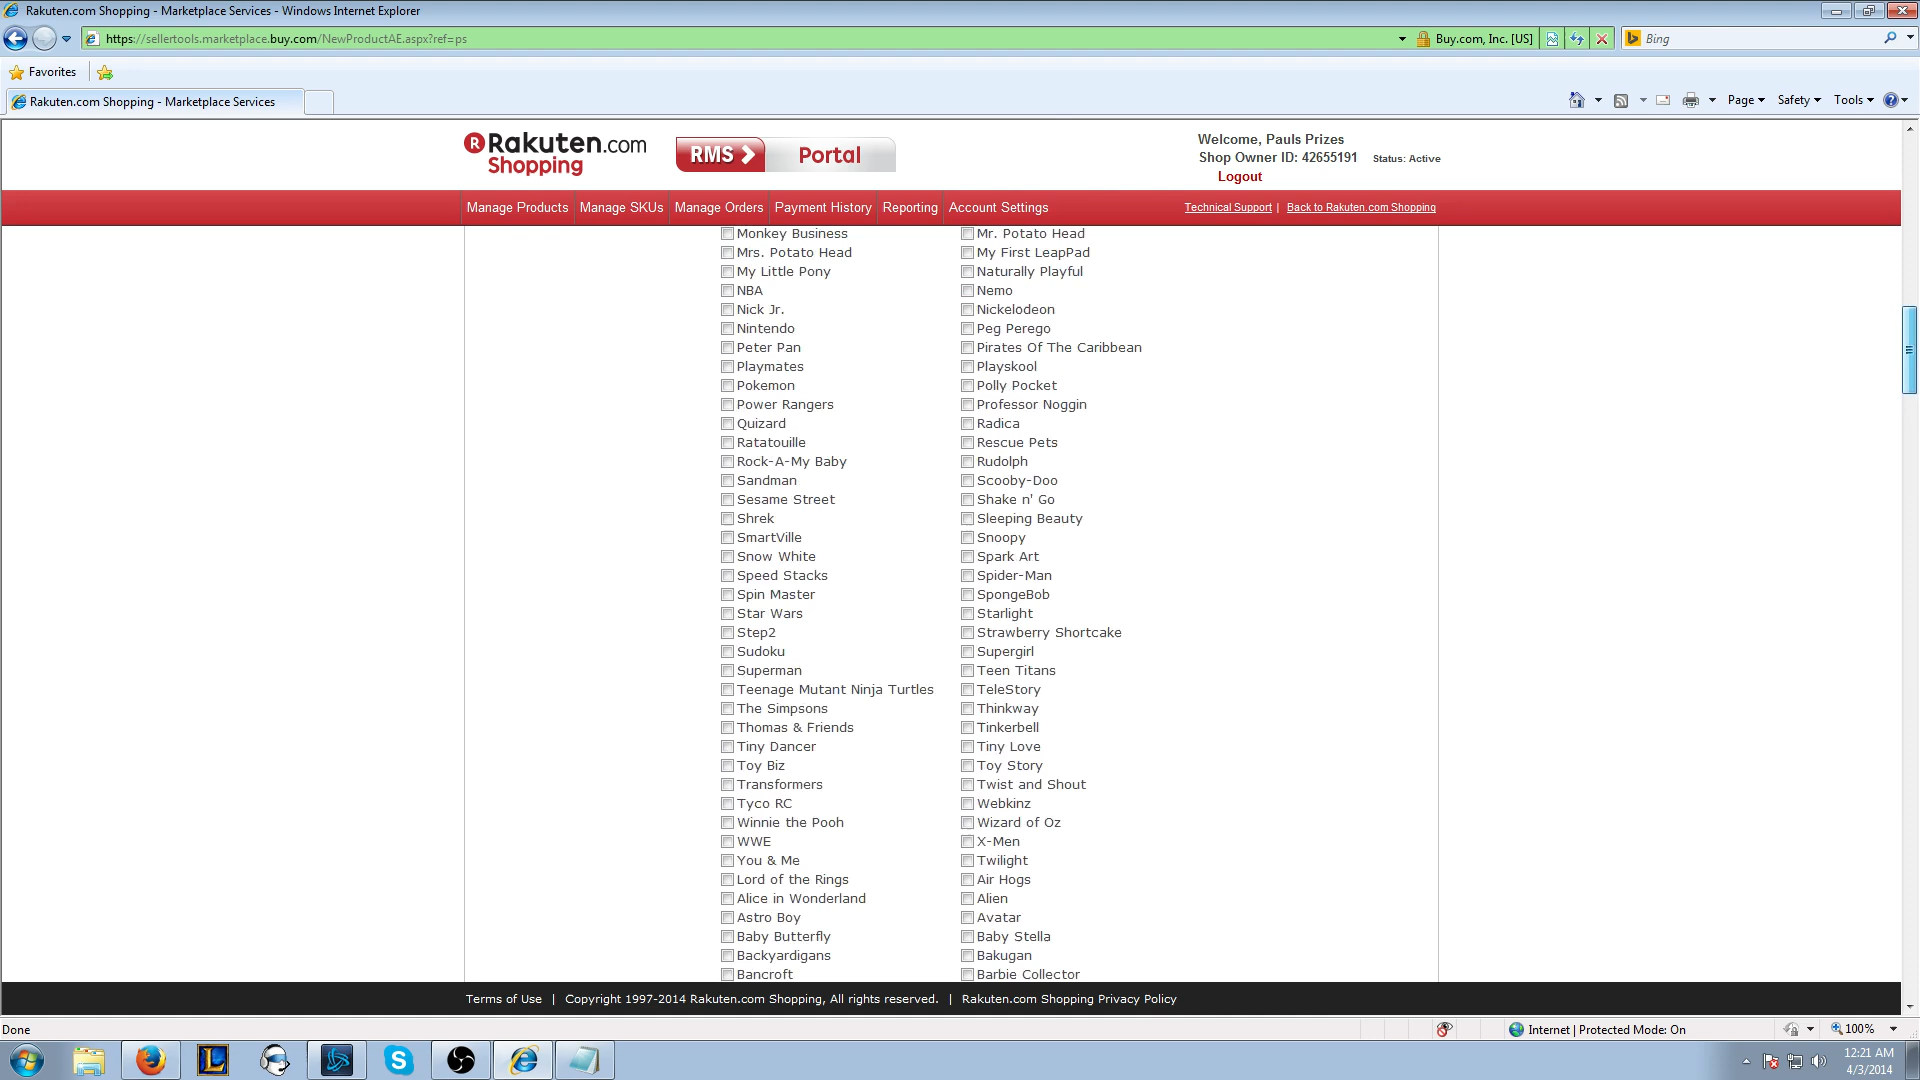 Rakuten.com Shopping - Marketplace Services - Windows Internet Explorer
https://sellertools.marketplace.buy.com/NewProductAE.aspx?ref=ps
Buy.com, Inc. [US]
Bing
Favorites
Rakuten.com Shopping - Marketplace Services
Page
Safety
Tools
Rakuten.com
Shopping
RMS
Portal
Welcome, Pauls Prizes
Shop Owner ID: 42655191 Status: Active
Logout
Manage Products Manage SKUs Manage Orders Payment History Reporting Account Settings
Technical Support | Back to Rakuten.com Shopping
Monkey Business Mr. Potato Head
Mrs. Potato Head My First LeapPad
My Little Pony Naturally Playful
NBA Nemo
Nick Jr. Nickelodeon
Nintendo Peg Perego
Peter Pan Pirates Of The Caribbean
Playmates Playskool
Pokemon Polly Pocket
Power Rangers Professor Noggin
Quizard Radica
Ratatouille Rescue Pets
Rock-A-My Baby Rudolph
Sandman Scooby-Doo
Sesame Street Shake n' Go
Shrek Sleeping Beauty
SmartVille Snoopy
Snow White Spark Art
Speed Stacks Spider-Man
Spin Master SpongeBob
Star Wars Starlight
Step2 Strawberry Shortcake
Sudoku Supergirl
Superman Teen Titans
Teenage Mutant Ninja Turtles TeleStory
The Simpsons Thinkway
Thomas & Friends Tinkerbell
Tiny Dancer Tiny Love
Toy Biz Toy Story
Transformers Twist and Shout
Tyco RC Webkinz
Winnie the Pooh Wizard of Oz
WWE X-Men
You & Me Twilight
Lord of the Rings Air Hogs
Alice in Wonderland Alien
Astro Boy Avatar
Baby Butterfly Baby Stella
Backyardigans Bakugan
Bancroft Barbie Collector
Terms of Use | Copyright 1997-2014 Rakuten.com Shopping, All rights reserved. | Rakuten.com Shopping Privacy Policy
Done
Internet | Protected Mode: On
100%
12:21 AM
4/3/2014